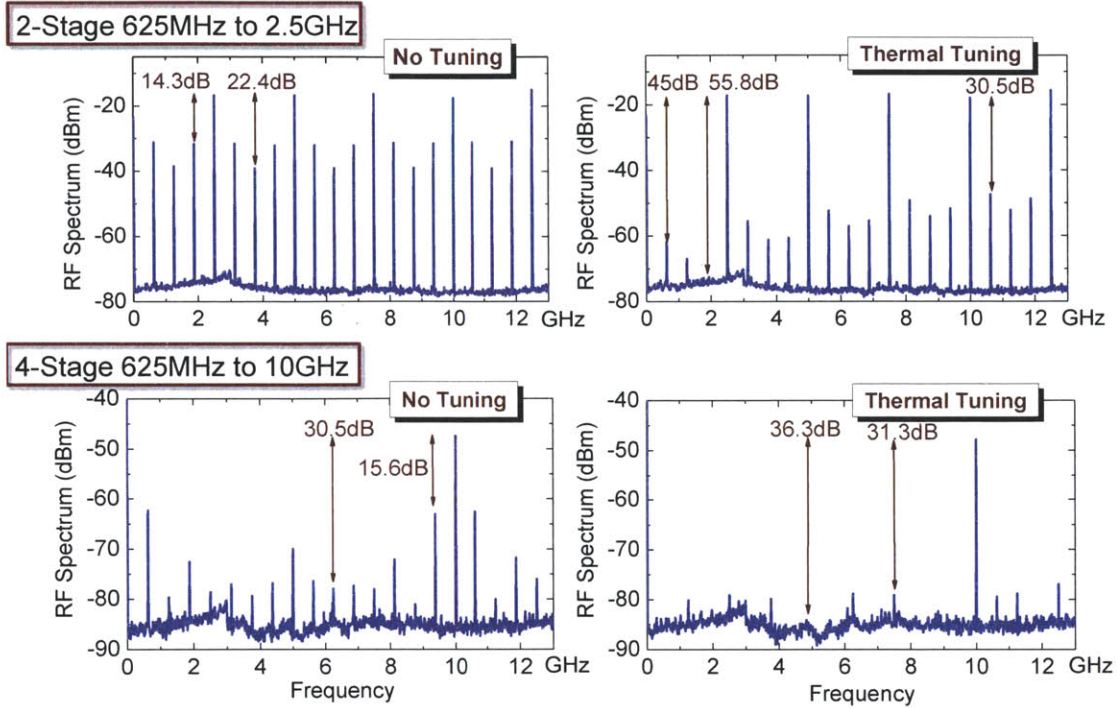 2-Stage 625MHz to 2.5GHz
No Tuning
14.3dB
22.4dB
RF Spectrum (dBm)
-20
-40
-60
-80
0
2
4
6
8
10
12
GHz
Thermal Tuning
45dB
55.8dB
30.5dB
RF Spectrum (dBm)
-20
-40
-60
-80
0
2
4
6
8
10
12
GHz
4-Stage 625MHz to 10GHz
No Tuning
30.5dB
15.6dB
RF Spectrum (dBm)
-40
-50
-60
-70
-80
-90
0
2
4
6
8
10
12
GHz
Frequency
Thermal Tuning
36.3dB
31.3dB
RF Spectrum (dBm)
-40
-50
-60
-70
-80
-90
0
2
4
6
8
10
12
GHz
Frequency